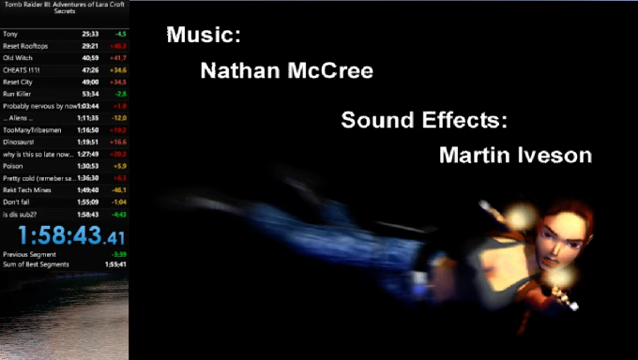 Tomb Raider III: Adventures of Lara Croft
Secrets
Tony 25:33 -4,5
Reset Rooftops 29:21 +40,3
Old Witch 40:59 +41,7
CHEATS !11! 47:26 +34,6
Reset City 49:00 +34,5
Run Killer 53:34 -2,8
Probably nervous by now 1:03:44 +1,9
... Aliens ... 1:11:35 -12,0
TooManyTribesmen 1:16:50 +19,2
Dinosaurs! 1:19:51 +16,6
why is this so late now... 1:27:49 +20,2
Poison 1:30:53 +5,9
Pretty cold (remeber sa... 1:36:30 +6,3
Rekt Tech Mines 1:49:40 -46,1
Don't fall 1:55:09 -1:04
is dis sub2? 1:58:43 -4:43
1:58:43.41
Previous Segment -3:39
Sum of Best Segments 1:55:41
Music:
Nathan McCree
Sound Effects:
Martin Iveson